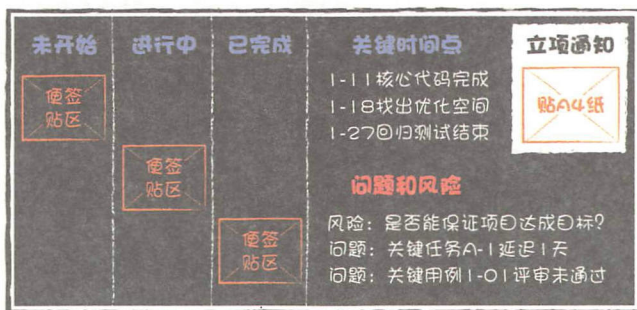 未开始
进行中
已完成
关键时间点
立项通知
便签
贴区
便签
贴区
便签
贴区
1-11核心代码完成
1-18找出优化空间
1-27回归测试结束
贴A4纸
问题和风险
风险：是否能保证项目达成目标？
问题：关键任务A-1延迟1天
问题：关键用例1-01评审未通过